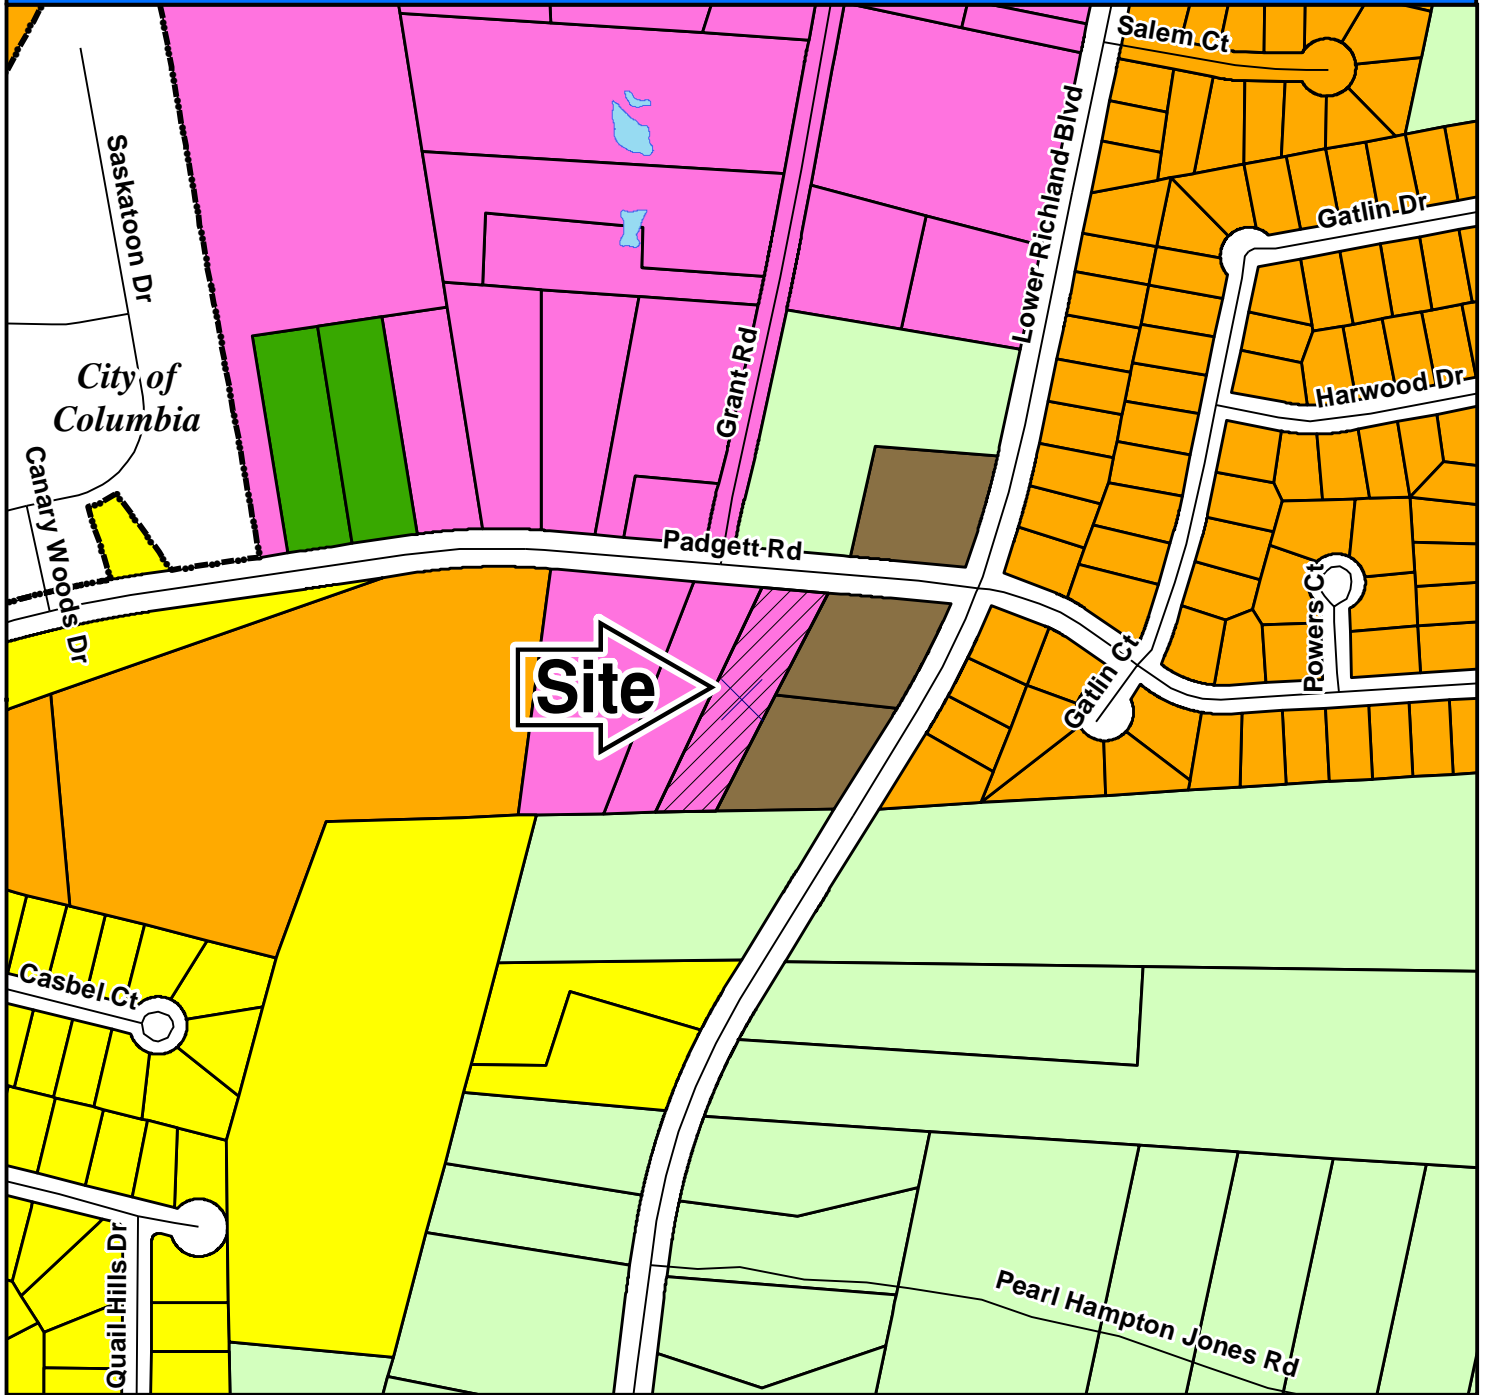 Salem Ct
Saskatoon Dr
Lower Richland Blvd
Gatlin Dr
City of
Columbia
Grant Rd
Harwood Dr
Canary Woods Dr
Padgett Rd
Powers Ct
Gatlin Ct
Site
Casbel Ct
Quail Hills Dr
Pearl Hampton Jones Rd